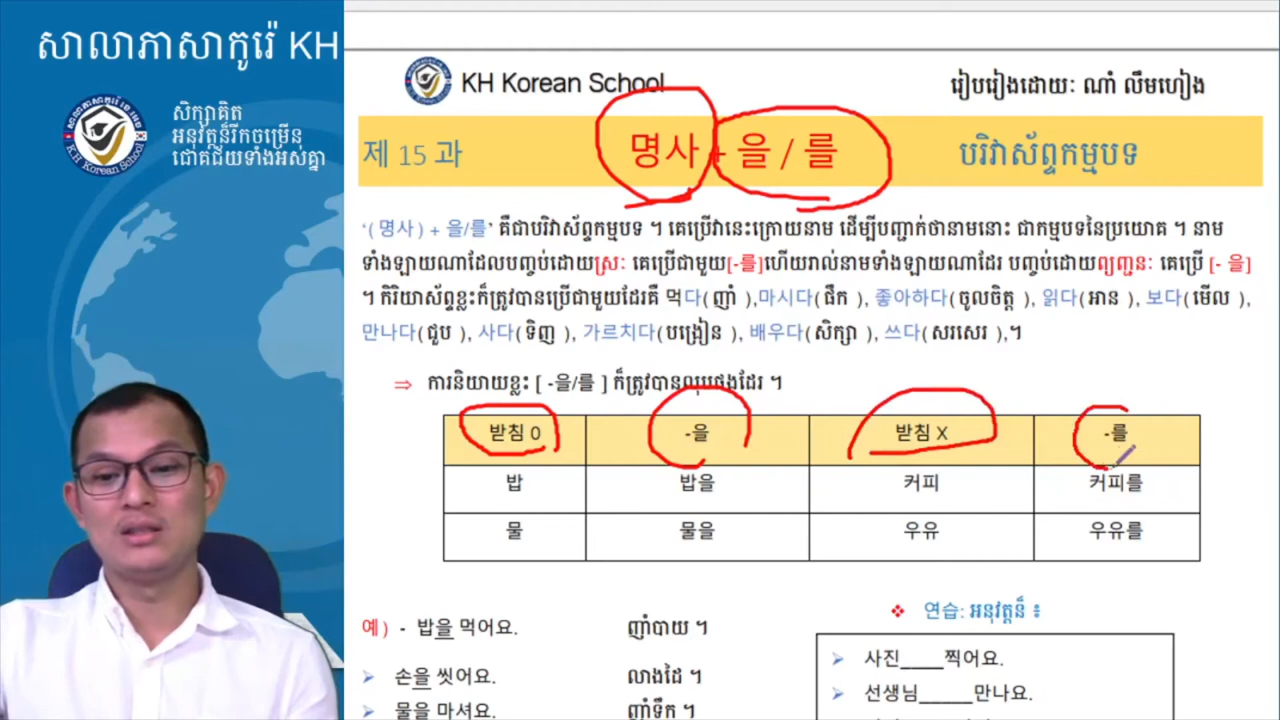 សាលាភាសាកូរ៉េ KH
សិក្សាគិត
អនុវត្តន៏រីកចម្រើន
ជោគជ័យទាំងអស់គ្នា
KH Korean School
រៀបរៀងដោយៈ ណាំ លឹមហៀង
제 15 과
명사 + 을 / 를
បរិវាស័ព្ទកម្មបទ
‘( 명사 ) + 을/를’ គឺជាបរិវាស័ព្ទកម្មបទ ។ គេប្រើវានេះក្រោយនាម ដើម្បីបញ្ជាក់ថានាមនោះ ជាកម្មបទនៃប្រយោគ ។ នាម
ទាំងឡាយណាដែលបញ្ចប់ដោយស្រៈ គេប្រើជាមួយ[-를]ហើយរាល់នាមទាំងឡាយណាដែរ បញ្ចប់ដោយព្យញ្ជនៈ គេប្រើ [- 을]
។ កិរិយាស័ព្ទខ្លះក៏ត្រូវបានប្រើជាមួយដែរគឺ 먹다( ញ៉ាំ ),마시다( ផឹក ), 좋아하다( ចូលចិត្ត ), 읽다( អាន ), 보다( មើល ),
만나다( ជួប ), 사다( ទិញ ), 가르치다( បង្រៀន ), 배우다( សិក្សា ), 쓰다( សរសេរ ),។
⇒ ការនិយាយខ្លះ [ -을/를 ] ក៏ត្រូវបានលុបផងដែរ ។
받침 0 -을 받침 X -를
밥 밥을 커피 커피를
물 물을 우유 우유를
예) - 밥을 먹어요. ញ៉ាំបាយ ។
손을 씻어요. លាងដៃ ។
물을 마셔요. ញ៉ាំទឹក ។
연습: អនុវត្តន៏ ៖
사진____찍어요.
선생님_____만나요.